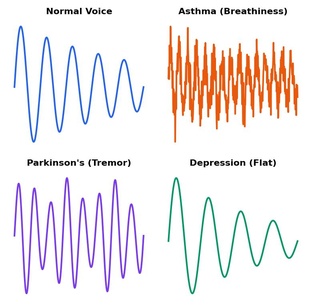 Normal Voice
Asthma (Breathiness)
Parkinson's (Tremor)
Depression (Flat)